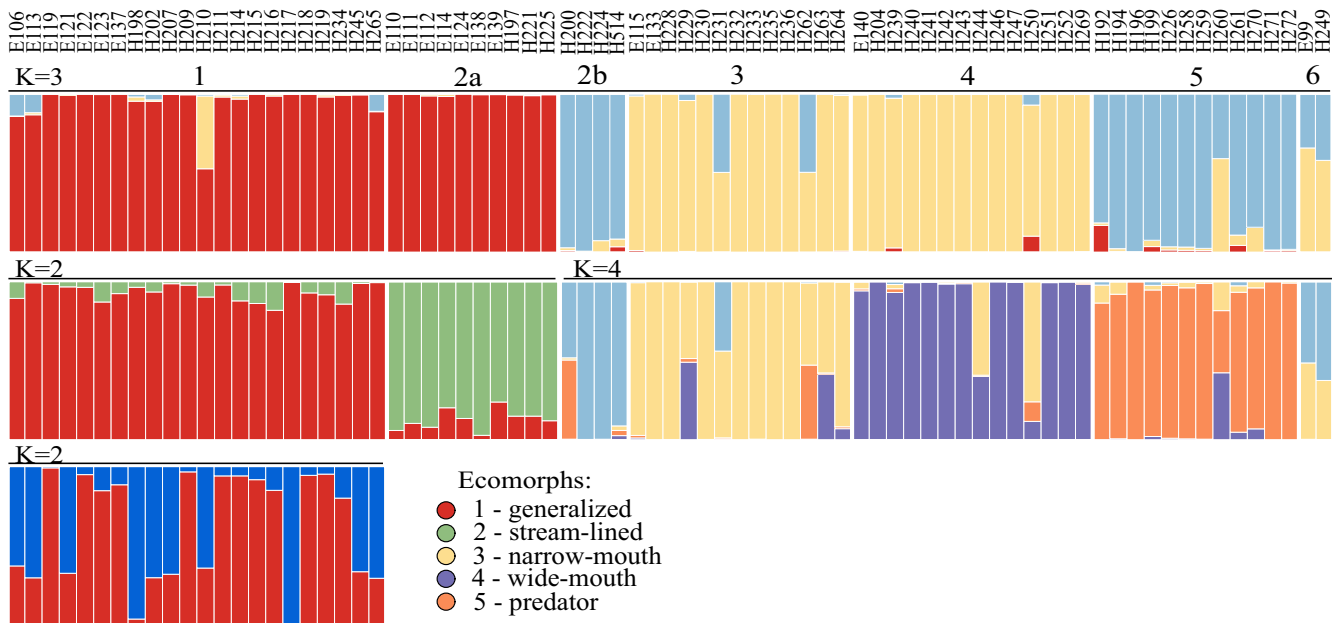 E106 E113 E119 E121 E122 E123 E137 H198 H202 H207 H209 H210 H211 H214 H215 H216 H217 H218 H219 H234 H245 H265 E110 E111 E112 E114 E124 E138 E139 H197 H221 H225 H200 H222 H224 H514 E115 E133 H228 H229 H230 H231 H232 H233 H235 H236 H262 H263 H264 E140 H204 H239 H240 H241 H242 H243 H244 H246 H247 H250 H251 H252 H269 H192 H194 H196 H199 H226 H258 H259 H260 H261 H270 H271 H272 E99 H249
K=3 1 2a 2b 3 4 5 6
K=2 K=4
K=2
Ecomorphs:
1 - generalized
2 - stream-lined
3 - narrow-mouth
4 - wide-mouth
5 - predator